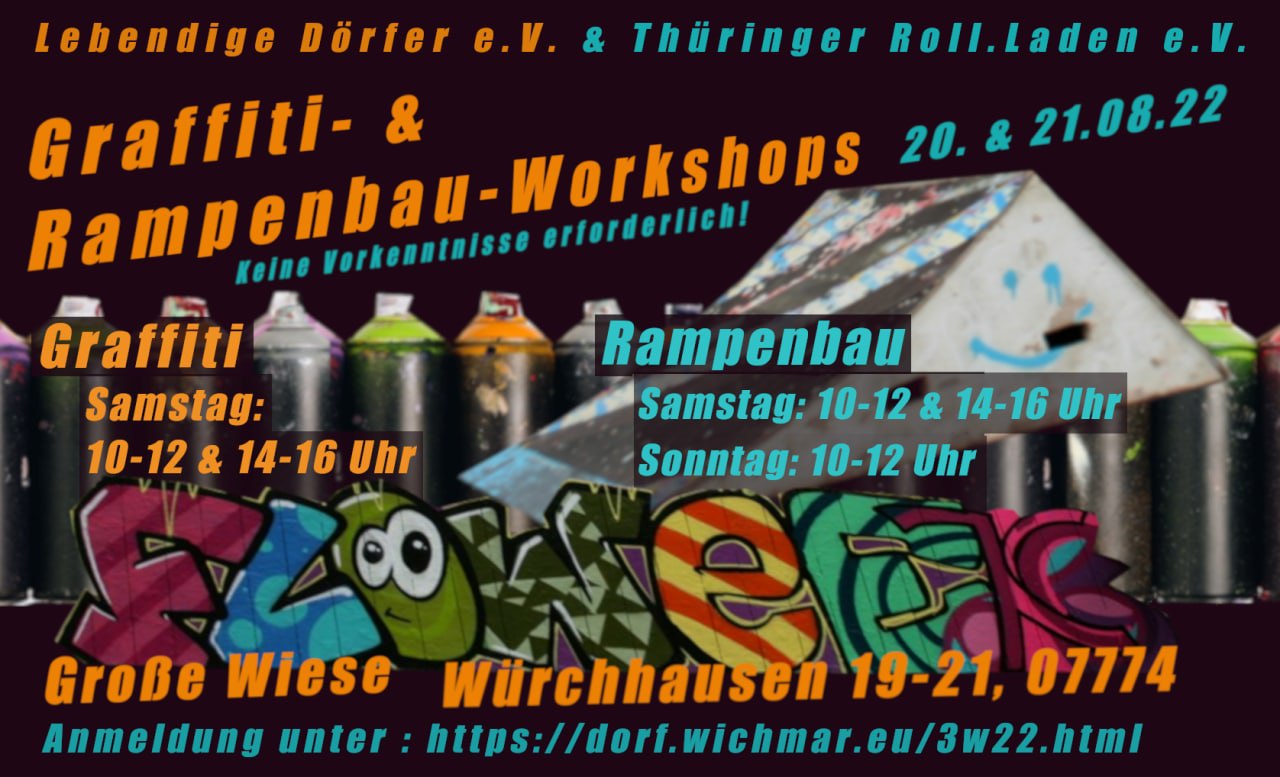 Lebendige Dörfer e.V. & Thüringer Roll.Laden e.V.
Graffiti- &
Rampenbau-Workshops
20. & 21.08.22
Keine Vorkenntnisse erforderlich!
Graffiti
Samstag:
10-12 & 14-16 Uhr
Rampenbau
Samstag: 10-12 & 14-16 Uhr
Sonntag: 10-12 Uhr
Große Wiese Würchhausen 19-21, 07774
Anmeldung unter : https://dorf.wichmar.eu/3w22.html